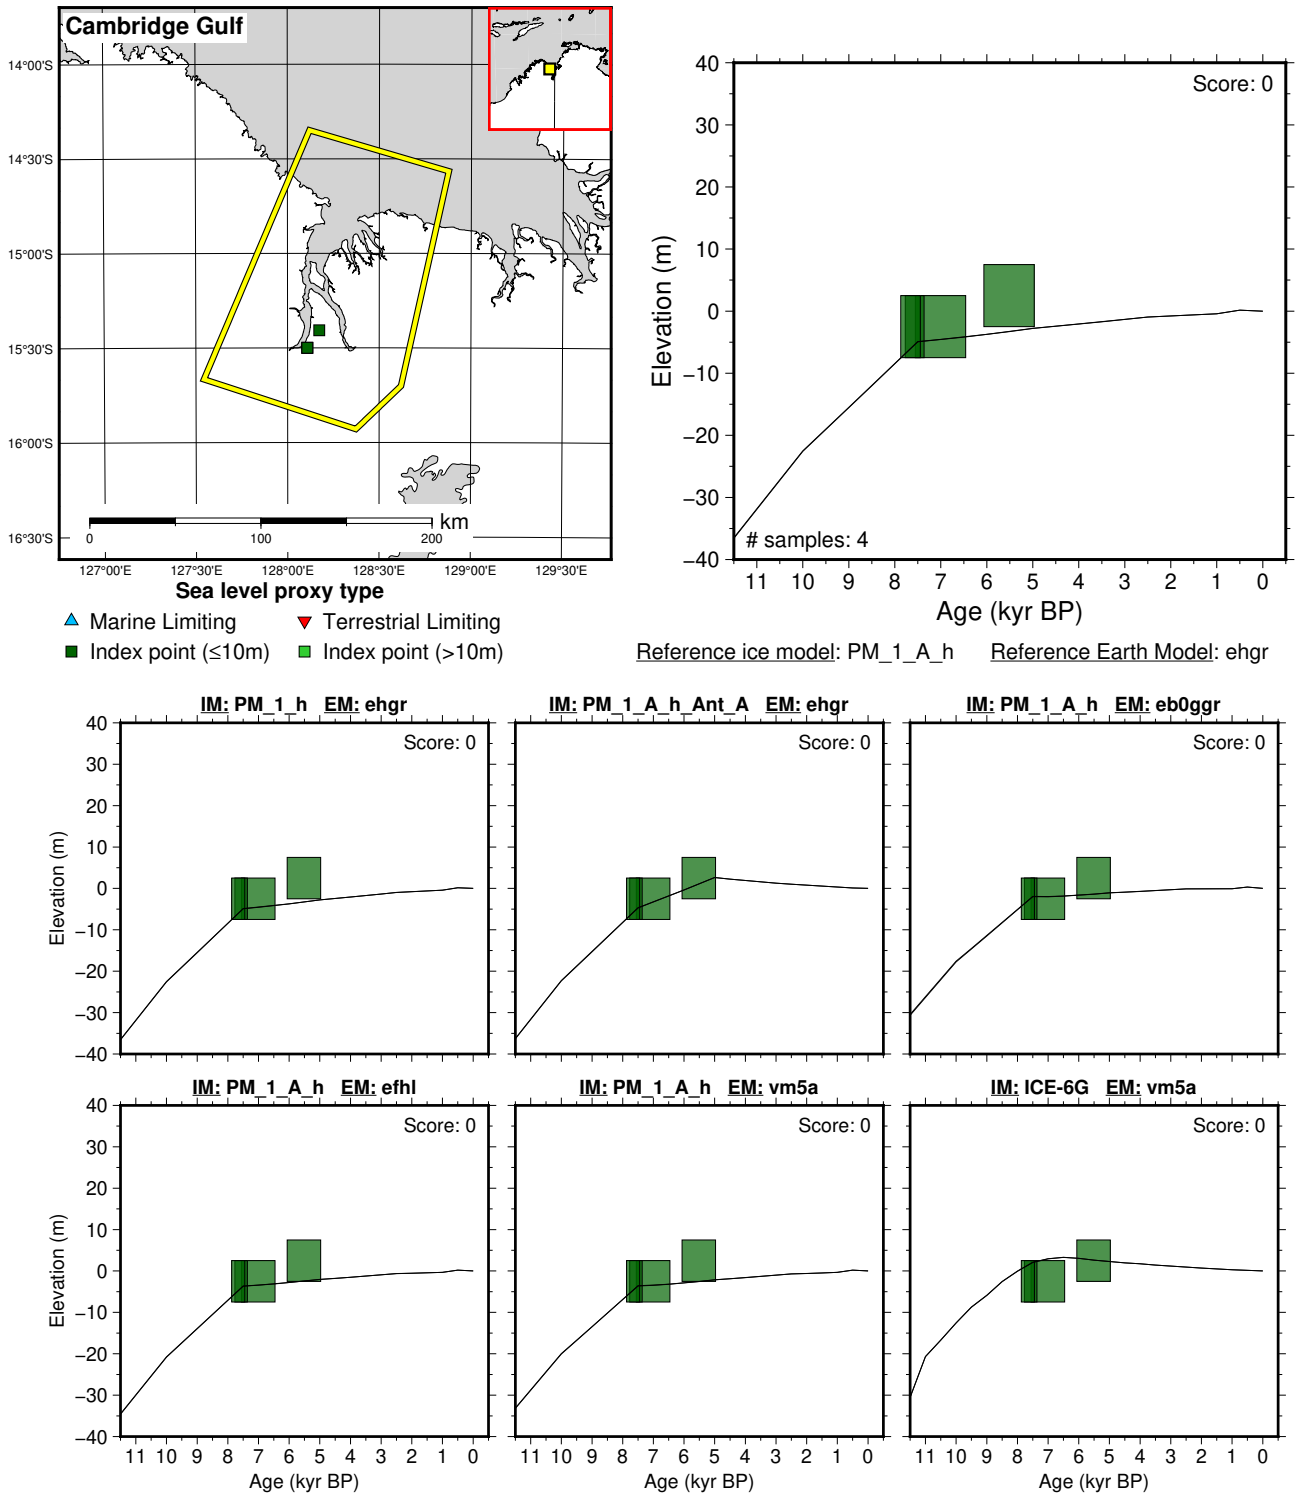 Cambridge Gulf
14°00'S
14°30'S
15°00'S
15°30'S
16°00'S
16°30'S
0 100 200 km
127°00'E 127°30'E 128°00'E 128°30'E 129°00'E 129°30'E
Sea level proxy type
Marine Limiting
Terrestrial Limiting
Index point (≤10m)
Index point (>10m)
Score: 0
40
30
20
10
0
−10
−20
−30
−40
Elevation (m)
# samples: 4
11 10 9 8 7 6 5 4 3 2 1 0
Age (kyr BP)
Reference ice model: PM_1_A_h Reference Earth Model: ehgr
IM: PM_1_h EM: ehgr
Score: 0
40
30
20
10
0
−10
−20
−30
−40
Elevation (m)
IM: PM_1_A_h_Ant_A EM: ehgr
Score: 0
IM: PM_1_A_h EM: eb0ggr
Score: 0
IM: PM_1_A_h EM: efhl
Score: 0
40
30
20
10
0
−10
−20
−30
−40
Elevation (m)
11 10 9 8 7 6 5 4 3 2 1 0
Age (kyr BP)
IM: PM_1_A_h EM: vm5a
Score: 0
11 10 9 8 7 6 5 4 3 2 1 0
Age (kyr BP)
IM: ICE-6G EM: vm5a
Score: 0
11 10 9 8 7 6 5 4 3 2 1 0
Age (kyr BP)